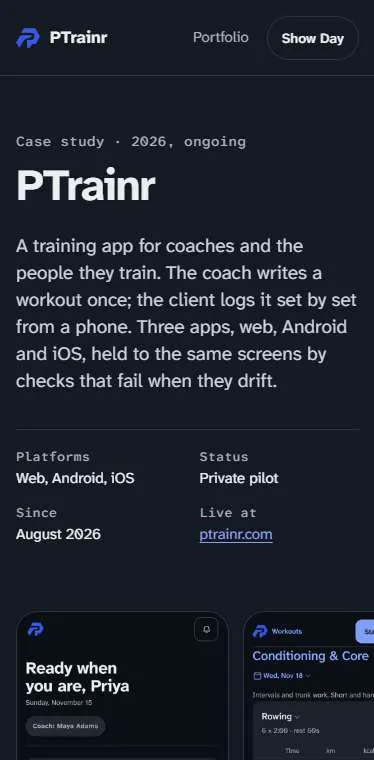 PTrainr
Portfolio
Show Day
Case study · 2026, ongoing
PTrainr
A training app for coaches and the
people they train. The coach writes a
workout once; the client logs it set by set
from a phone. Three apps, web, Android
and iOS, held to the same screens by
checks that fail when they drift.
Platforms
Web, Android, iOS
Status
Private pilot
Since
August 2026
Live at
ptrainr.com
Ready when
you are, Priya
Sunday, November 15
Coach: Maya Adams
Workouts
Conditioning & Core
Wed, Nov 18
Intervals and trunk work. Short and
Rowing
6 x 2:00 · rest 60s
Time
km